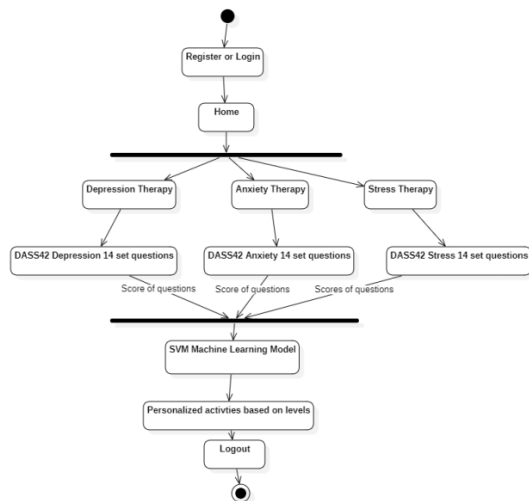 Register or Login
Home
Depression Therapy
Anxiety Therapy
Stress Therapy
DASS42 Depression 14 set questions
DASS42 Anxiety 14 set questions
DASS42 Stress 14 set questions
Score of questions
Score of questions
Scores of questions
SVM Machine Learning Model
Personalized activties based on levels
Logout